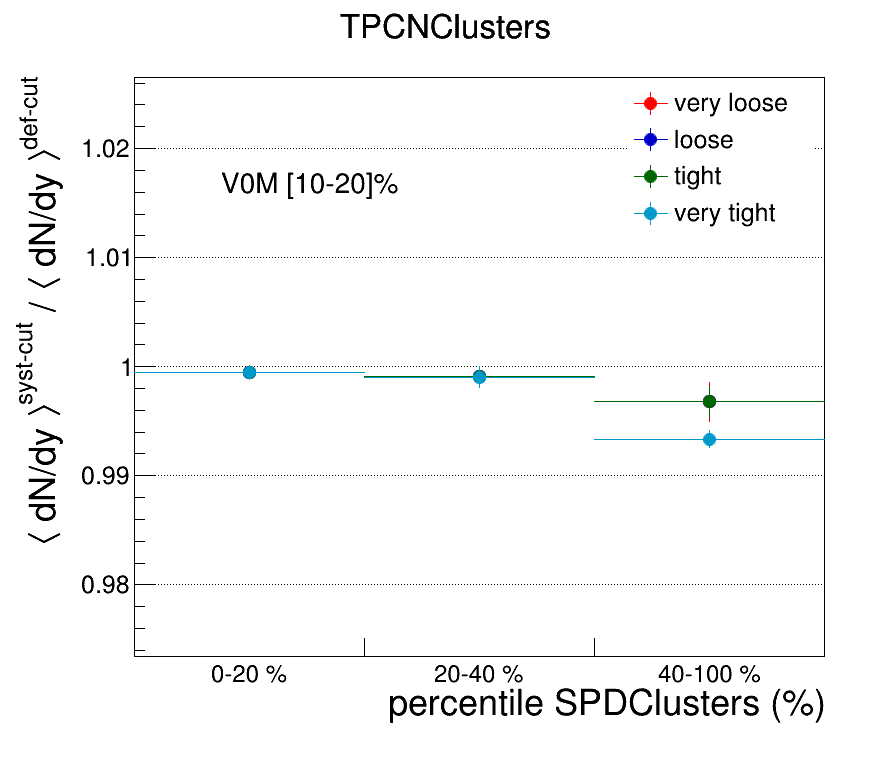 TPCNClusters
⟨ dN/dy ⟩^syst-cut / ⟨ dN/dy ⟩^def-cut
1.02
1.01
1
0.99
0.98
V0M [10-20]%
very loose
loose
tight
very tight
0-20 % 20-40 % 40-100 %
percentile SPDClusters (%)